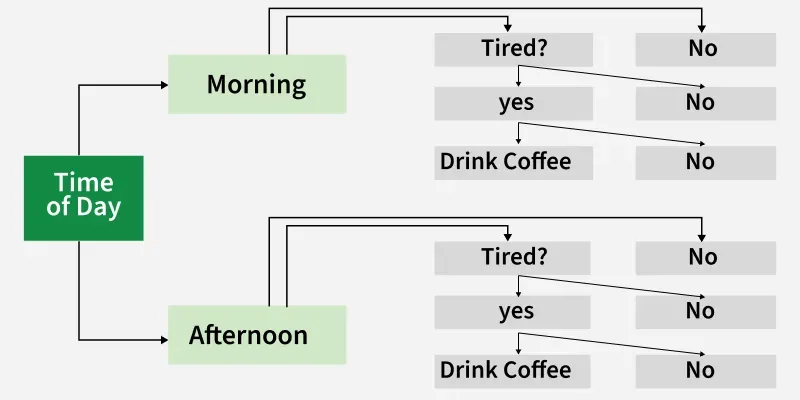 Time
of Day
Morning
Tired?
No
yes
No
Drink Coffee
No
Afternoon
Tired?
No
yes
No
Drink Coffee
No